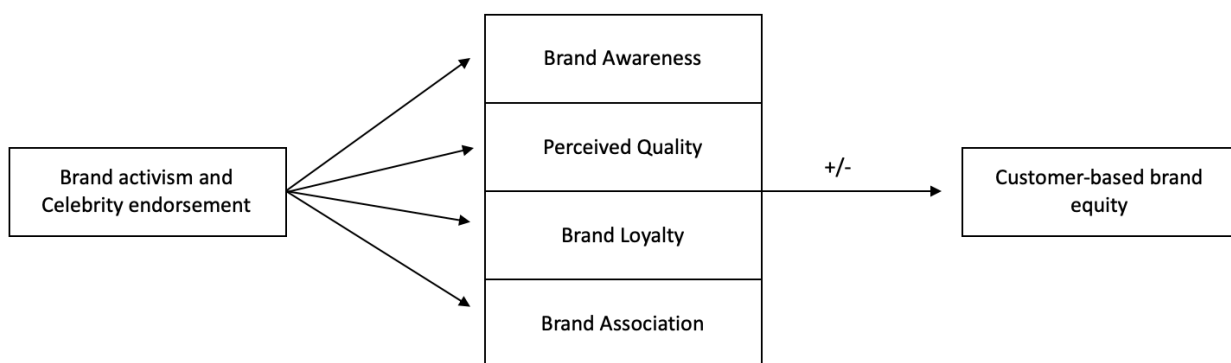 Brand activism and
Celebrity endorsement
Brand Awareness
Perceived Quality
Brand Loyalty
Brand Association
+/-
Customer-based brand
equity